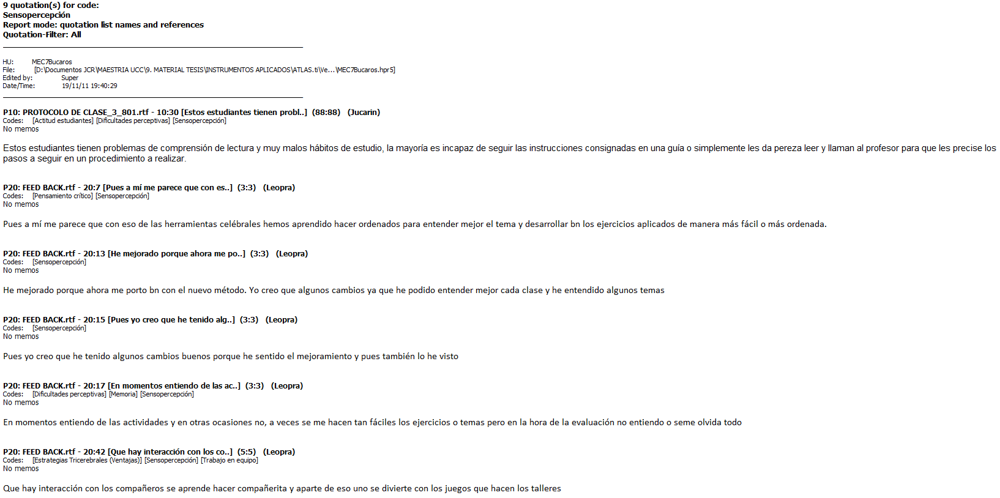 9 quotation(s) for code:
Sensopercepción
Report mode: quotation list names and references
Quotation-Filter: All
HU: MEC7Bucaros
File: [D:\Documentos JCR\MAESTRIA UCC\9. MATERIAL TESIS\INSTRUMENTOS APLICADOS\ATLAS.ti\Ve...\MEC7Bucaros.hpr5]
Edited by: Super
Date/Time: 19/11/11 19:40:29
P10: PROTOCOLO DE CLASE_3_801.rtf - 10:30 [Estos estudiantes tienen probl..] (88:88) (Jucarin)
Codes: [Actitud estudiantes] [Dificultades perceptivas] [Sensopercepción]
No memos
Estos estudiantes tienen problemas de comprensión de lectura y muy malos hábitos de estudio, la mayoría es incapaz de seguir las instrucciones consignadas en una guía o simplemente les da pereza leer y llaman al profesor para que les precise los
pasos a seguir en un procedimiento a realizar.
P20: FEED BACK.rtf - 20:7 [Pues a mí me parece que con es..] (3:3) (Leopra)
Codes: [Pensamiento crítico] [Sensopercepción]
No memos
Pues a mí me parece que con eso de las herramientas celébrales hemos aprendido hacer ordenados para entender mejor el tema y desarrollar bn los ejercicios aplicados de manera más fácil o más ordenada.
P20: FEED BACK.rtf - 20:13 [He mejorado porque ahora me po..] (3:3) (Leopra)
Codes: [Sensopercepción]
No memos
He mejorado porque ahora me porto bn con el nuevo método. Yo creo que algunos cambios ya que he podido entender mejor cada clase y he entendido algunos temas
P20: FEED BACK.rtf - 20:15 [Pues yo creo que he tenido alg..] (3:3) (Leopra)
Codes: [Sensopercepción]
No memos
Pues yo creo que he tenido algunos cambios buenos porque he sentido el mejoramiento y pues también lo he visto
P20: FEED BACK.rtf - 20:17 [En momentos entiendo de las ac..] (3:3) (Leopra)
Codes: [Dificultades perceptivas] [Memoria] [Sensopercepción]
No memos
En momentos entiendo de las actividades y en otras ocasiones no, a veces se me hacen tan fáciles los ejercicios o temas pero en la hora de la evaluación no entiendo o seme olvida todo
P20: FEED BACK.rtf - 20:42 [Que hay interacción con los co..] (5:5) (Leopra)
Codes: [Estrategias Tricerebrales (Ventajas)] [Sensopercepción] [Trabajo en equipo]
No memos
Que hay interacción con los compañeros se aprende hacer compañerita y aparte de eso uno se divierte con los juegos que hacen los talleres